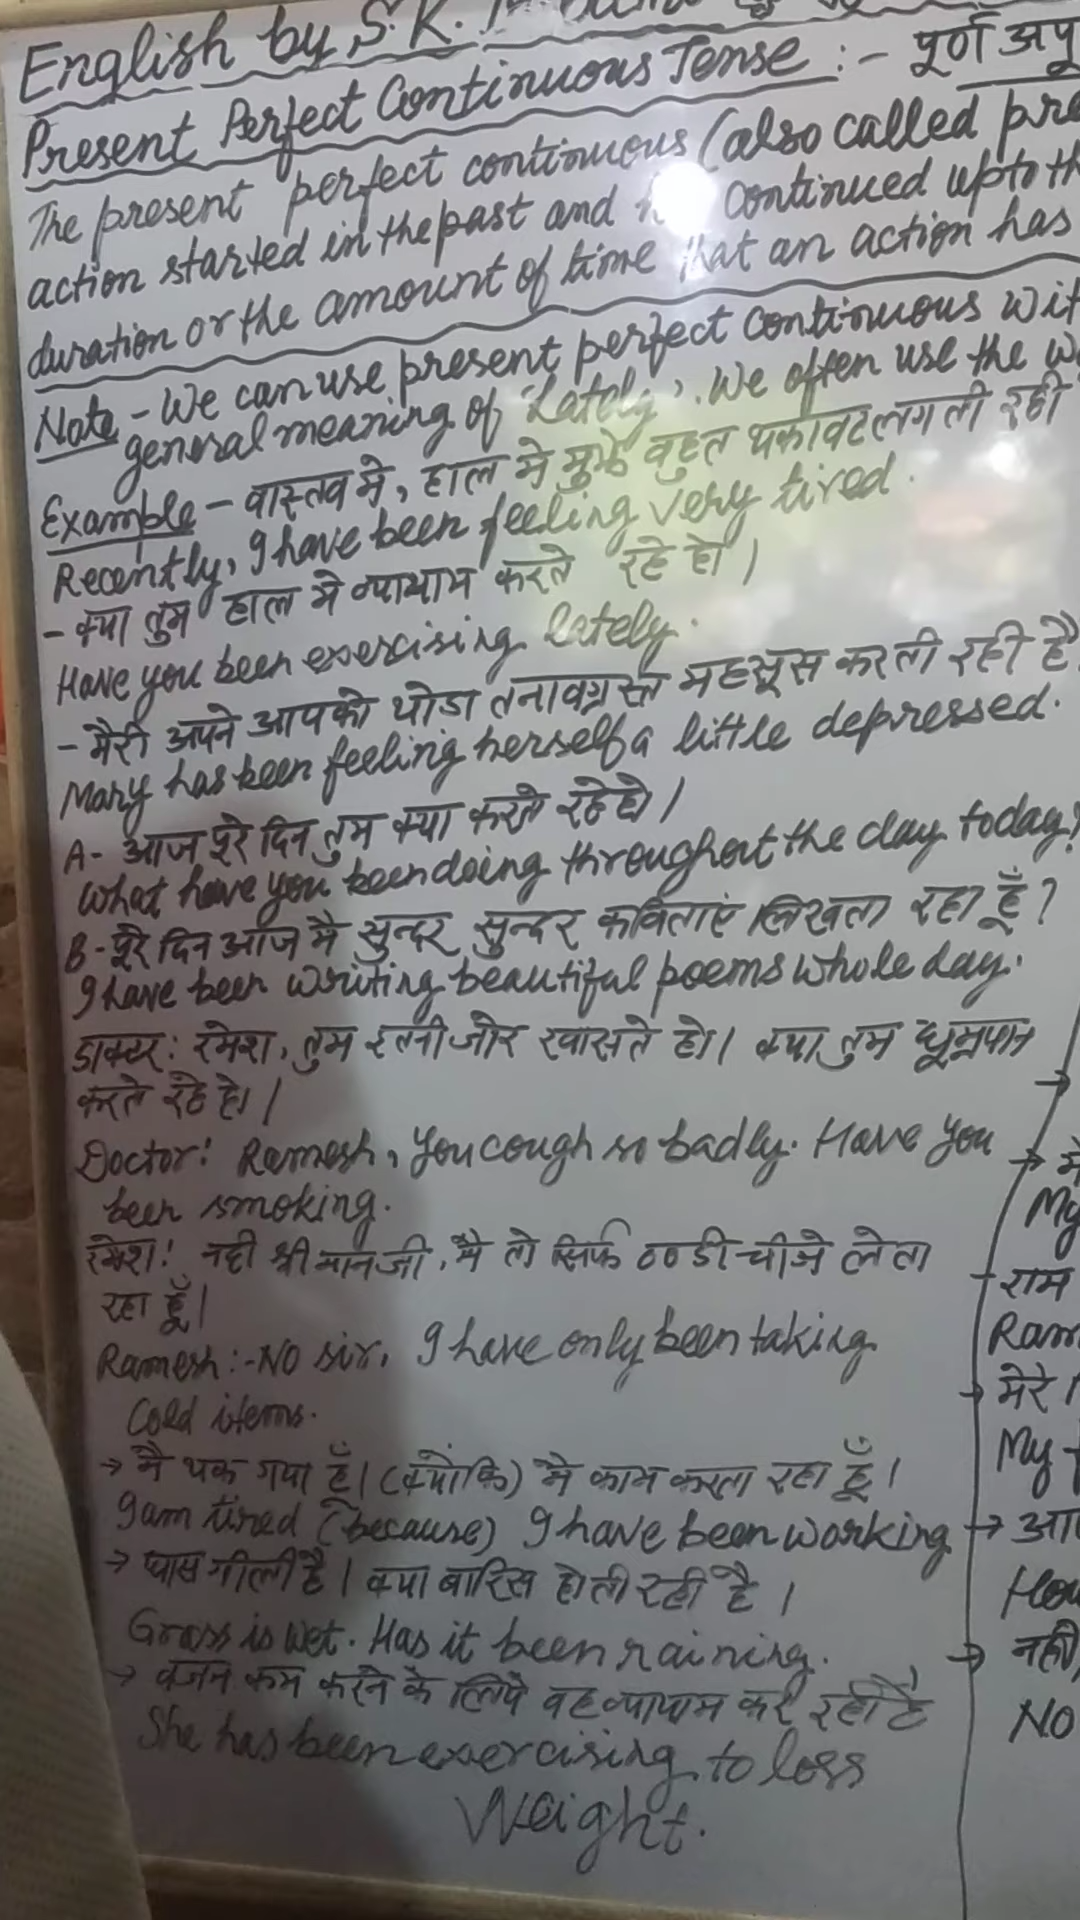 English by S.K.
Present Perfect Continuous Tense :- पूर्ण अपू
The present perfect continuous (also called pre
action started in the past and continued upto th
duration or the amount of time that an action has
Note - We can use present perfect continuous wit
general meaning of "Lately". We often use the w
Example - वास्तव मे, हाल मे मुझे बहुत थकावट लगती रही
Recently, I have been feeling very tired.
- क्या तुम हाल मे व्यायाम करते रहे हो।
Have you been exercising lately.
- मैरी अपने आपको थोडा तनावग्रस्त महसूस करती रही है
Mary has been feeling herself a little depressed.
A- आज पूरे दिन तुम क्या करते रहे हो।
What have you been doing throughout the day today?
B- पूरे दिन आज मै सुन्दर सुन्दर कविताएं लिखता रहा हूँ?
I have been writing beautiful poems whole day.
डाक्टर: रमेश, तुम इतनी जोर खासते हो। क्या तुम धूम्रपान
करते रहे हो।
Doctor: Ramesh, You cough so badly. Have you
been smoking.
रमेश: नही श्रीमानजी, मै तो सिर्फ ठण्डी चीजे लेता
रहा हूँ।
Ramesh:- No sir, I have only been taking
Cold items.
→ मै थक गया हूँ। (क्योंकि) मै काम करता रहा हूँ।
I am tired (because) I have been working
→ घास गीली है। क्या बारिस होती रही है।
Grass is wet. Has it been raining.
→ वजन कम करने के लिये वह व्यायाम कर रही है
She has been exercising to loss
Weight.
→
→ मे
My
राम
Ram
→ मेरे
My
→ आ
How
→ नही,
NO